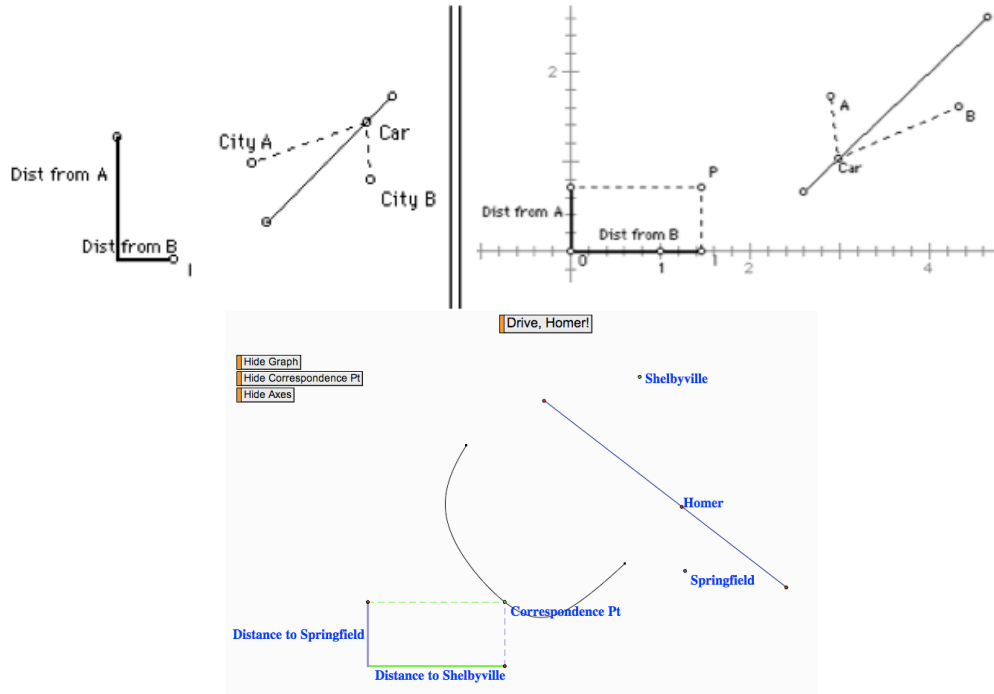 City A
Car
Dist from A
City B
Dist from B
I
2
A
B
Car
P
Dist from A
Dist from B
0
1
I
2
4
Drive, Homer!
Hide Graph
Hide Correspondence Pt
Hide Axes
Shelbyville
Homer
Springfield
Correspondence Pt
Distance to Springfield
Distance to Shelbyville